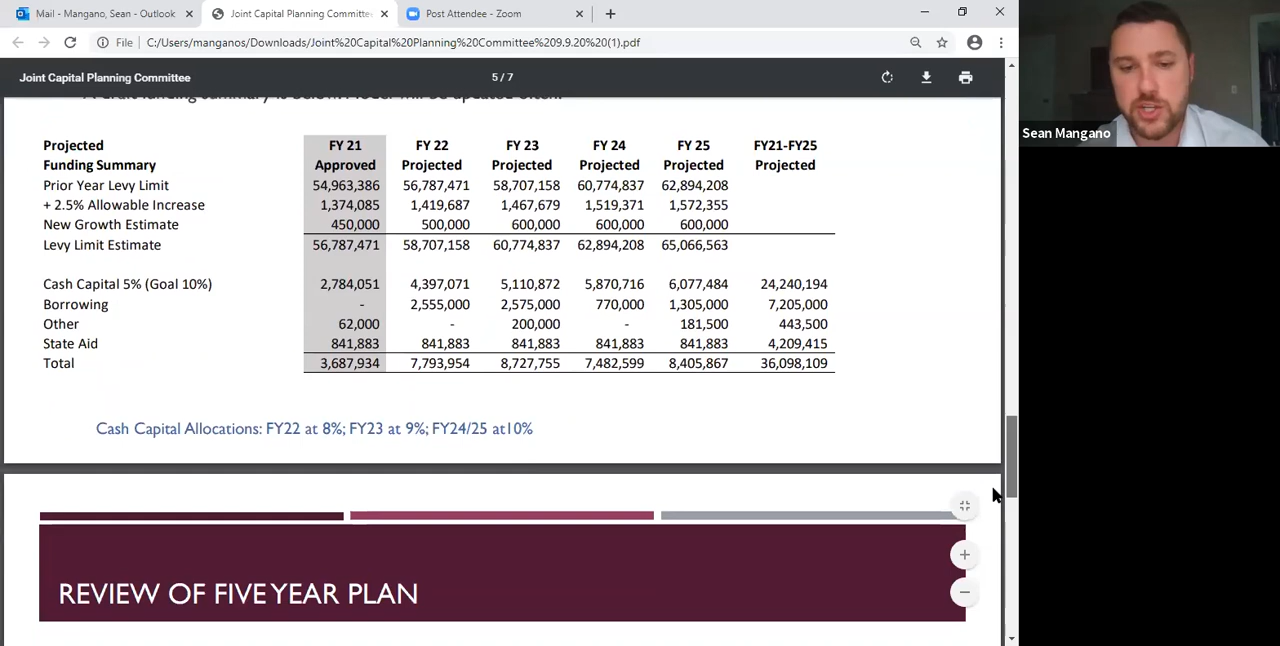 Mail - Mangano, Sean - Outlook
Joint Capital Planning Committe
Post Attendee - Zoom
File C:/Users/manganos/Downloads/Joint%20Capital%20Planning%20Committee%209.9.20%20(1).pdf
Joint Capital Planning Committee 5 / 7
Sean Mangano
Projected FY 21 FY 22 FY 23 FY 24 FY 25 FY21-FY25
Funding Summary Approved Projected Projected Projected Projected Projected
Prior Year Levy Limit 54,963,386 56,787,471 58,707,158 60,774,837 62,894,208
+ 2.5% Allowable Increase 1,374,085 1,419,687 1,467,679 1,519,371 1,572,355
New Growth Estimate 450,000 500,000 600,000 600,000 600,000
Levy Limit Estimate 56,787,471 58,707,158 60,774,837 62,894,208 65,066,563
Cash Capital 5% (Goal 10%) 2,784,051 4,397,071 5,110,872 5,870,716 6,077,484 24,240,194
Borrowing - 2,555,000 2,575,000 770,000 1,305,000 7,205,000
Other 62,000 - 200,000 - 181,500 443,500
State Aid 841,883 841,883 841,883 841,883 841,883 4,209,415
Total 3,687,934 7,793,954 8,727,755 7,482,599 8,405,867 36,098,109
Cash Capital Allocations: FY22 at 8%; FY23 at 9%; FY24/25 at10%
REVIEW OF FIVE YEAR PLAN